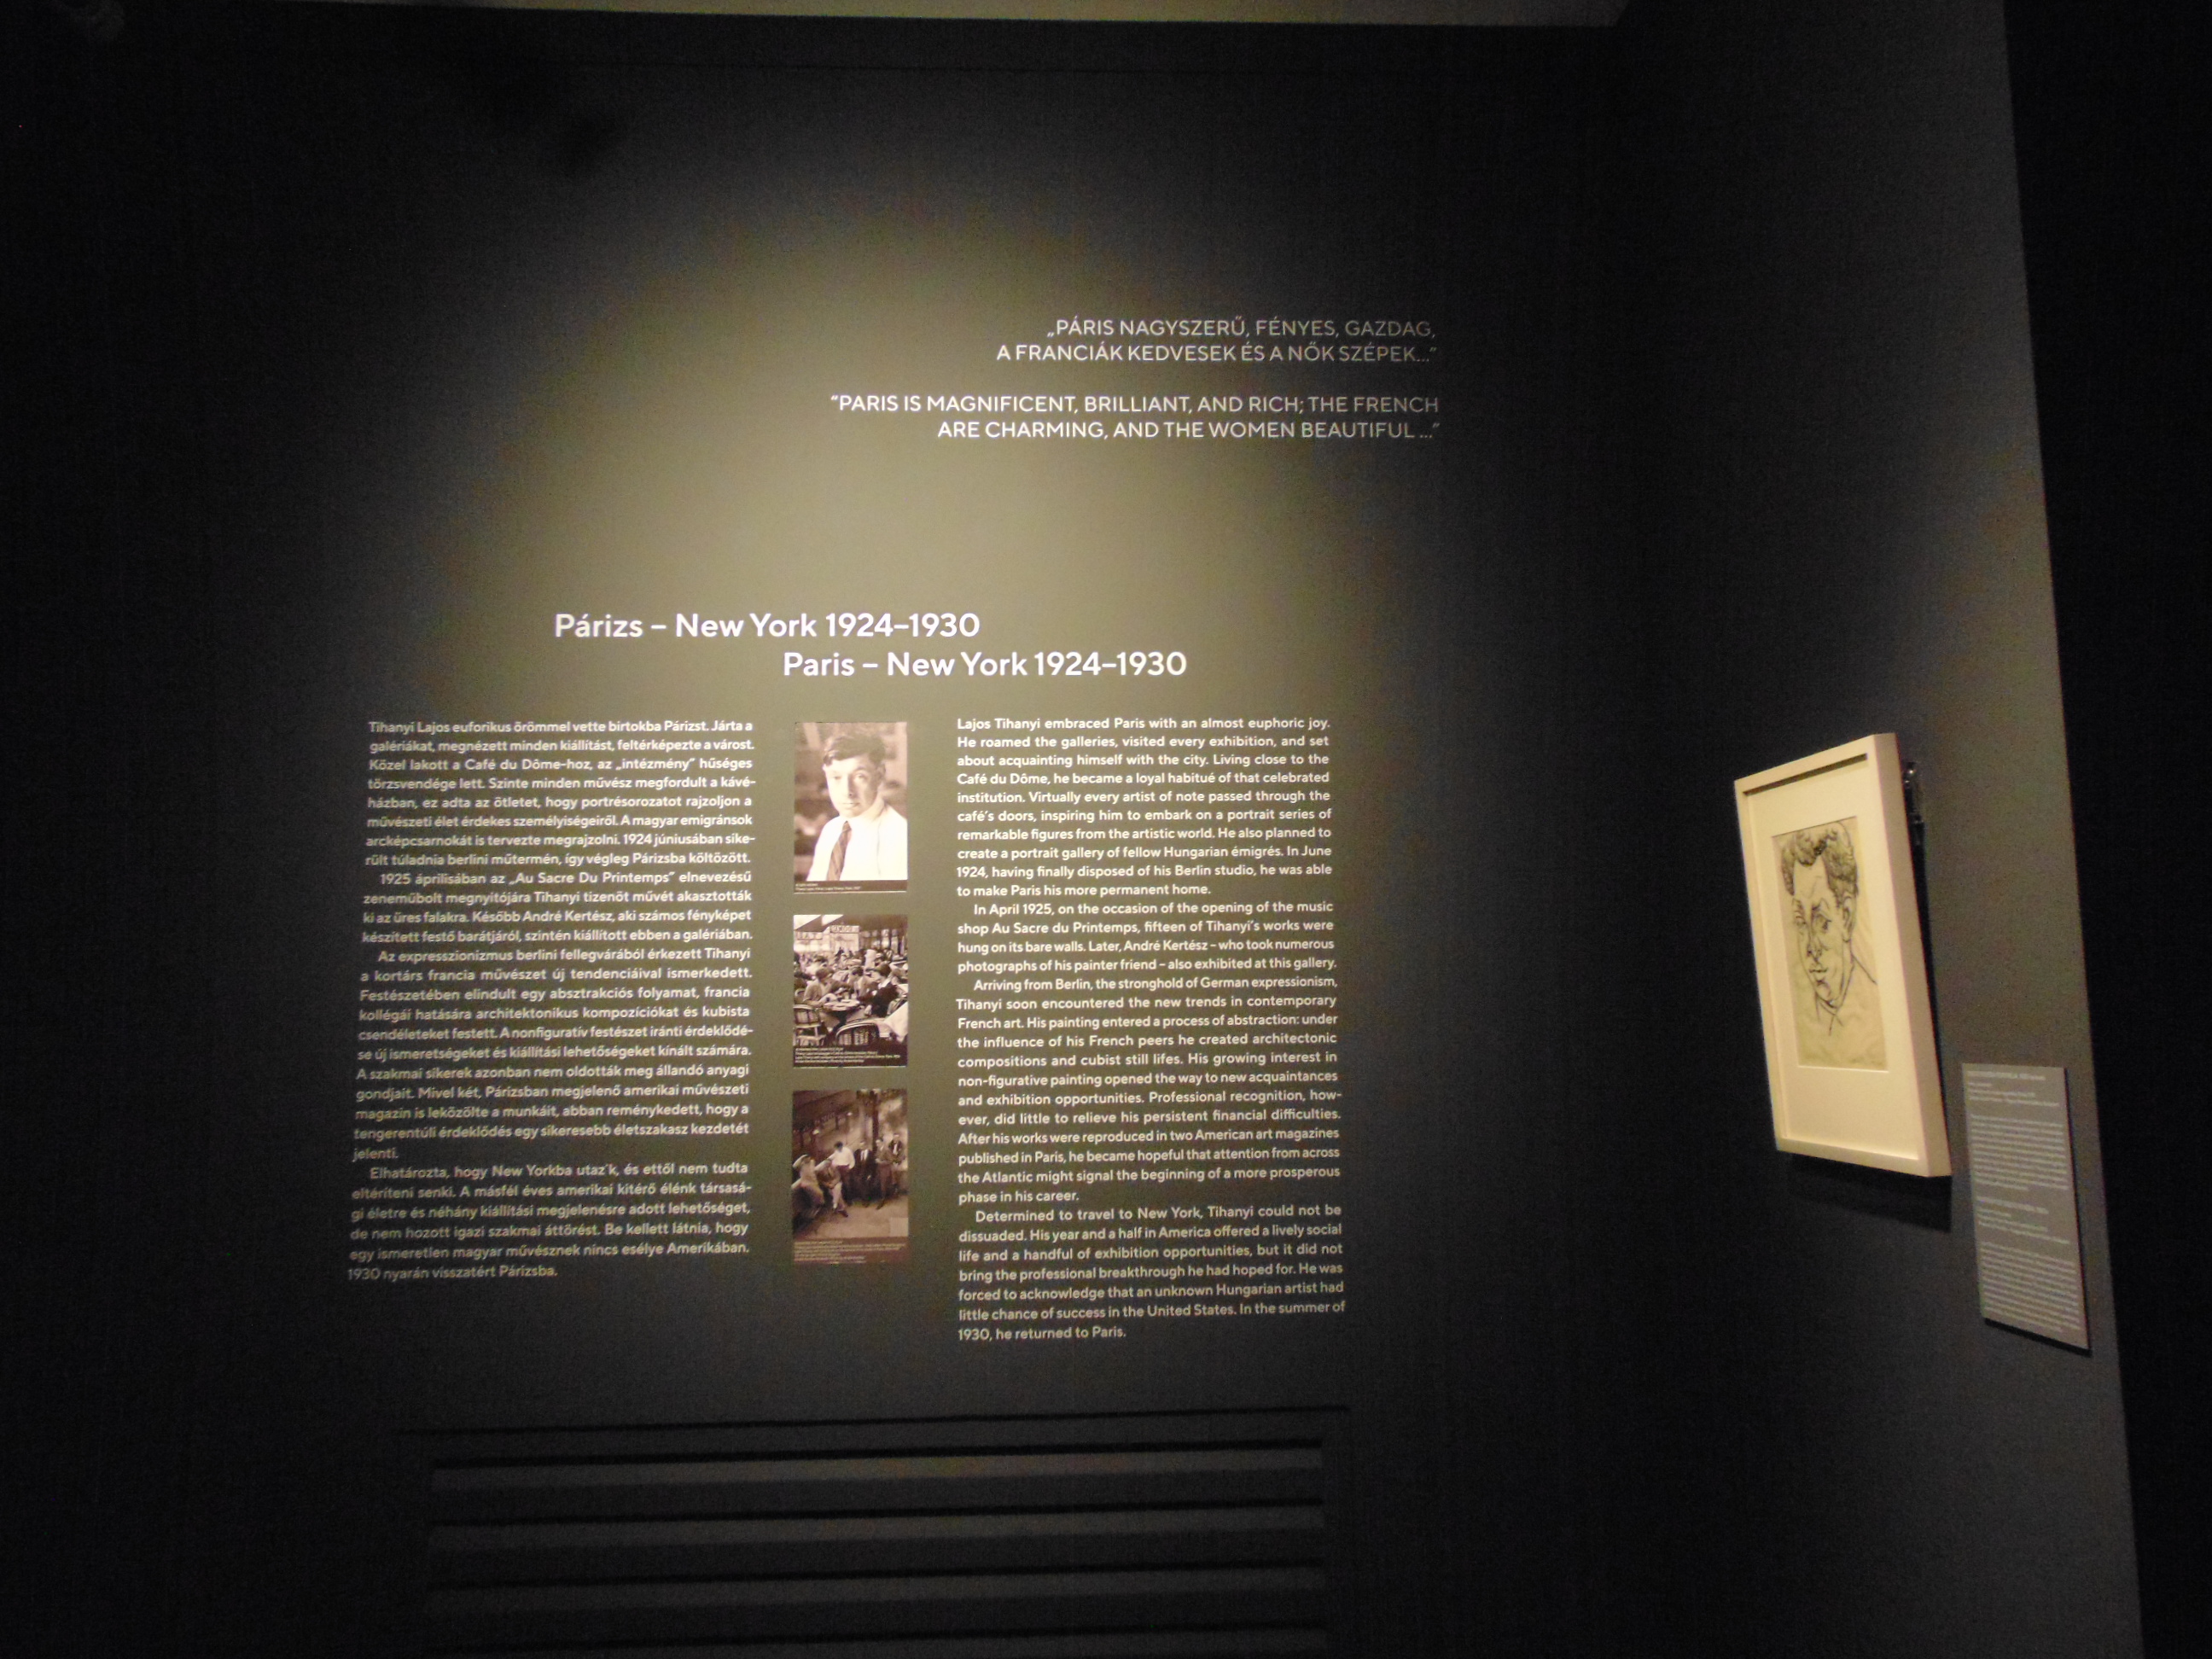 „PÁRIS NAGYSZERŰ, FÉNYES, GAZDAG,
A FRANCIÁK KEDVESEK ÉS A NŐK SZÉPEK..."
"PARIS IS MAGNIFICENT, BRILLIANT, AND RICH; THE FRENCH
ARE CHARMING, AND THE WOMEN BEAUTIFUL ..."
Párizs – New York 1924–1930
Paris – New York 1924–1930
Tihanyi Lajos euforikus örömmel vette birtokba Párizst. Járta a
galériákat, megnézett minden kiállítást, feltérképezte a várost.
Közel lakott a Café du Dôme-hoz, az „intézmény" hűséges
törzsvendége lett. Szinte minden művész megfordult a kávé-
házban, ez adta az ötletet, hogy portrésorozatot rajzoljon a
művészeti élet érdekes személyiségeiről. A magyar emigránsok
arcképcsarnokát is tervezte megrajzolni. 1924 júniusában sike-
rült túladnia berlini műtermén, így végleg Párizsba költözött.
1925 áprilisában az „Au Sacre Du Printemps" elnevezésű
zeneműbolt megnyitójára Tihanyi tizenöt művét akasztották
ki az üres falakra. Később André Kertész, aki számos fényképet
készített festő barátjáról, szintén kiállított ebben a galériában.
Az expresszionizmus berlini fellegvárából érkezett Tihanyi
a kortárs francia művészet új tendenciáival ismerkedett.
Festészetében elindult egy absztrakciós folyamat, francia
kollégái hatására architektonikus kompozíciókat és kubista
csendéleteket festett. A nonfiguratív festészet iránti érdeklődé-
se új ismeretségeket és kiállítási lehetőségeket kínált számára.
A szakmai sikerek azonban nem oldották meg állandó anyagi
gondjait. Mivel két, Párizsban megjelenő amerikai művészeti
magazin is leközölte a munkáit, abban reménykedett, hogy a
tengerentúli érdeklődés egy sikeresebb életszakasz kezdetét
jelenti.
Elhatározta, hogy New Yorkba utaz'k, és ettől nem tudta
eltéríteni senki. A másfél éves amerikai kitérő élénk társasá-
gi életre és néhány kiállítási megjelenésre adott lehetőséget,
de nem hozott igazi szakmai áttörést. Be kellett látnia, hogy
egy ismeretlen magyar művésznek nincs esélye Amerikában.
1930 nyarán visszatért Párizsba.
Lajos Tihanyi embraced Paris with an almost euphoric joy.
He roamed the galleries, visited every exhibition, and set
about acquainting himself with the city. Living close to the
Café du Dôme, he became a loyal habitué of that celebrated
institution. Virtually every artist of note passed through the
café's doors, inspiring him to embark on a portrait series of
remarkable figures from the artistic world. He also planned to
create a portrait gallery of fellow Hungarian émigrés. In June
1924, having finally disposed of his Berlin studio, he was able
to make Paris his more permanent home.
In April 1925, on the occasion of the opening of the music
shop Au Sacre du Printemps, fifteen of Tihanyi's works were
hung on its bare walls. Later, André Kertész – who took numerous
photographs of his painter friend – also exhibited at this gallery.
Arriving from Berlin, the stronghold of German expressionism,
Tihanyi soon encountered the new trends in contemporary
French art. His painting entered a process of abstraction: under
the influence of his French peers he created architectonic
compositions and cubist still lifes. His growing interest in
non-figurative painting opened the way to new acquaintances
and exhibition opportunities. Professional recognition, how-
ever, did little to relieve his persistent financial difficulties.
After his works were reproduced in two American art magazines
published in Paris, he became hopeful that attention from across
the Atlantic might signal the beginning of a more prosperous
phase in his career.
Determined to travel to New York, Tihanyi could not be
dissuaded. His year and a half in America offered a lively social
life and a handful of exhibition opportunities, but it did not
bring the professional breakthrough he had hoped for. He was
forced to acknowledge that an unknown Hungarian artist had
little chance of success in the United States. In the summer of
1930, he returned to Paris.